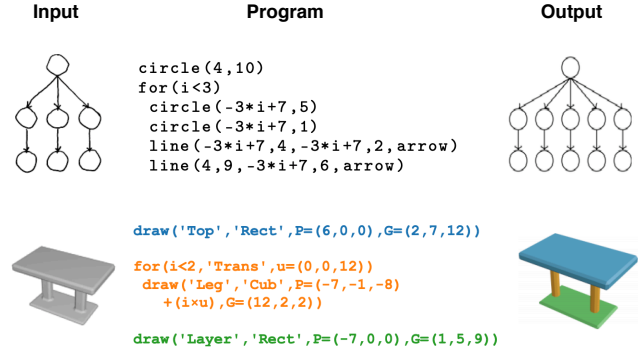 Input Program Output
circle(4,10)
for(i<3)
circle(-3*i+7,5)
circle(-3*i+7,1)
line(-3*i+7,4,-3*i+7,2,arrow)
line(4,9,-3*i+7,6,arrow)
draw('Top','Rect',P=(6,0,0),G=(2,7,12))
for(i<2,'Trans',u=(0,0,12))
draw('Leg','Cub',P=(-7,-1,-8)
+(i×u),G=(12,2,2))
draw('Layer','Rect',P=(-7,0,0),G=(1,5,9))